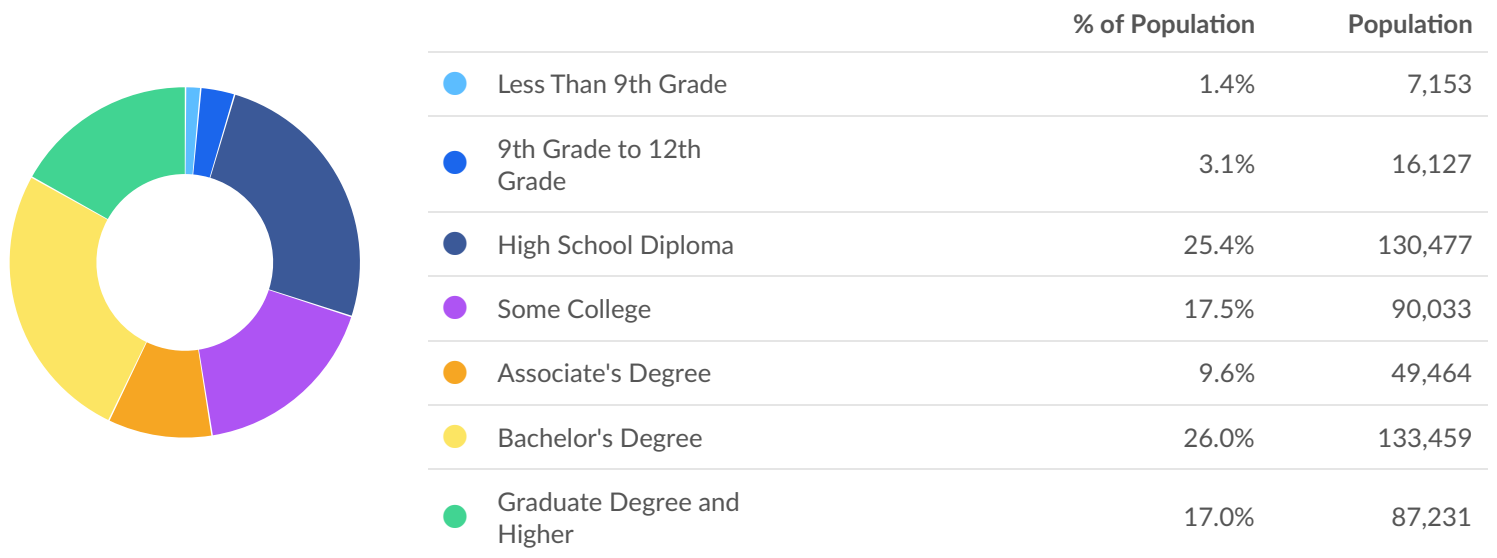 % of Population Population
Less Than 9th Grade 1.4% 7,153
9th Grade to 12th
Grade 3.1% 16,127
High School Diploma 25.4% 130,477
Some College 17.5% 90,033
Associate's Degree 9.6% 49,464
Bachelor's Degree 26.0% 133,459
Graduate Degree and
Higher 17.0% 87,231